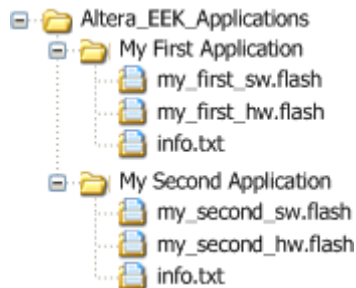 Altera_EEK_Applications
My First Application
my_first_sw.flash
my_first_hw.flash
info.txt
My Second Application
my_second_sw.flash
my_second_hw.flash
info.txt